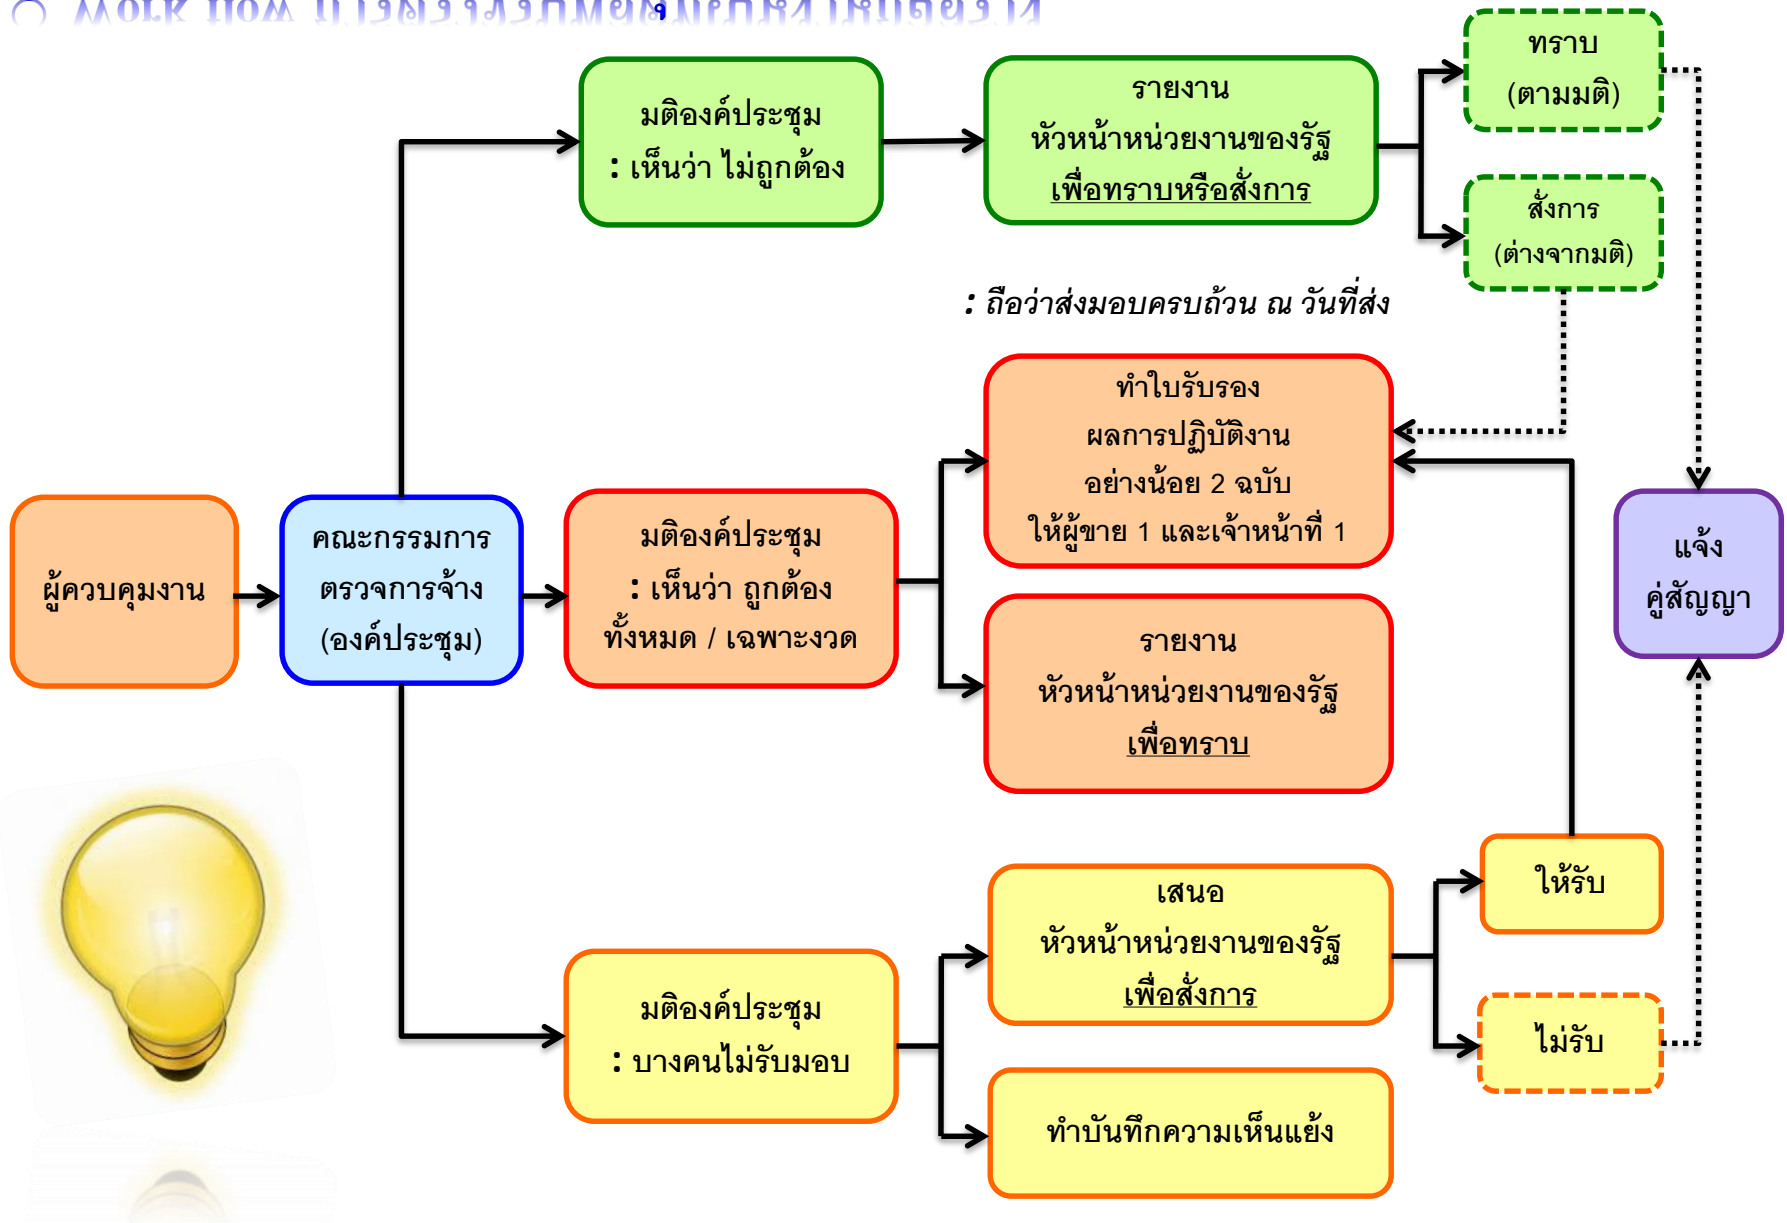 ทราบ
(ตามมติ)
มติองค์ประชุม
: เห็นว่า ไม่ถูกต้อง
รายงาน
หัวหน้าหน่วยงานของรัฐ
เพื่อทราบหรือสั่งการ
สั่งการ
(ต่างจากมติ)
: ถือว่าส่งมอบครบถ้วน ณ วันที่ส่ง
ทำใบรับรอง
ผลการปฏิบัติงาน
อย่างน้อย 2 ฉบับ
ให้ผู้ขาย 1 และเจ้าหน้าที่ 1
ผู้ควบคุมงาน
คณะกรรมการ
ตรวจการจ้าง
(องค์ประชุม)
มติองค์ประชุม
: เห็นว่า ถูกต้อง
ทั้งหมด / เฉพาะงวด
แจ้ง
คู่สัญญา
รายงาน
หัวหน้าหน่วยงานของรัฐ
เพื่อทราบ
ให้รับ
เสนอ
หัวหน้าหน่วยงานของรัฐ
เพื่อสั่งการ
มติองค์ประชุม
: บางคนไม่รับมอบ
ไม่รับ
ทำบันทึกความเห็นแย้ง